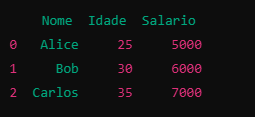 Nome Idade Salario
0 Alice 25 5000
1 Bob 30 6000
2 Carlos 35 7000